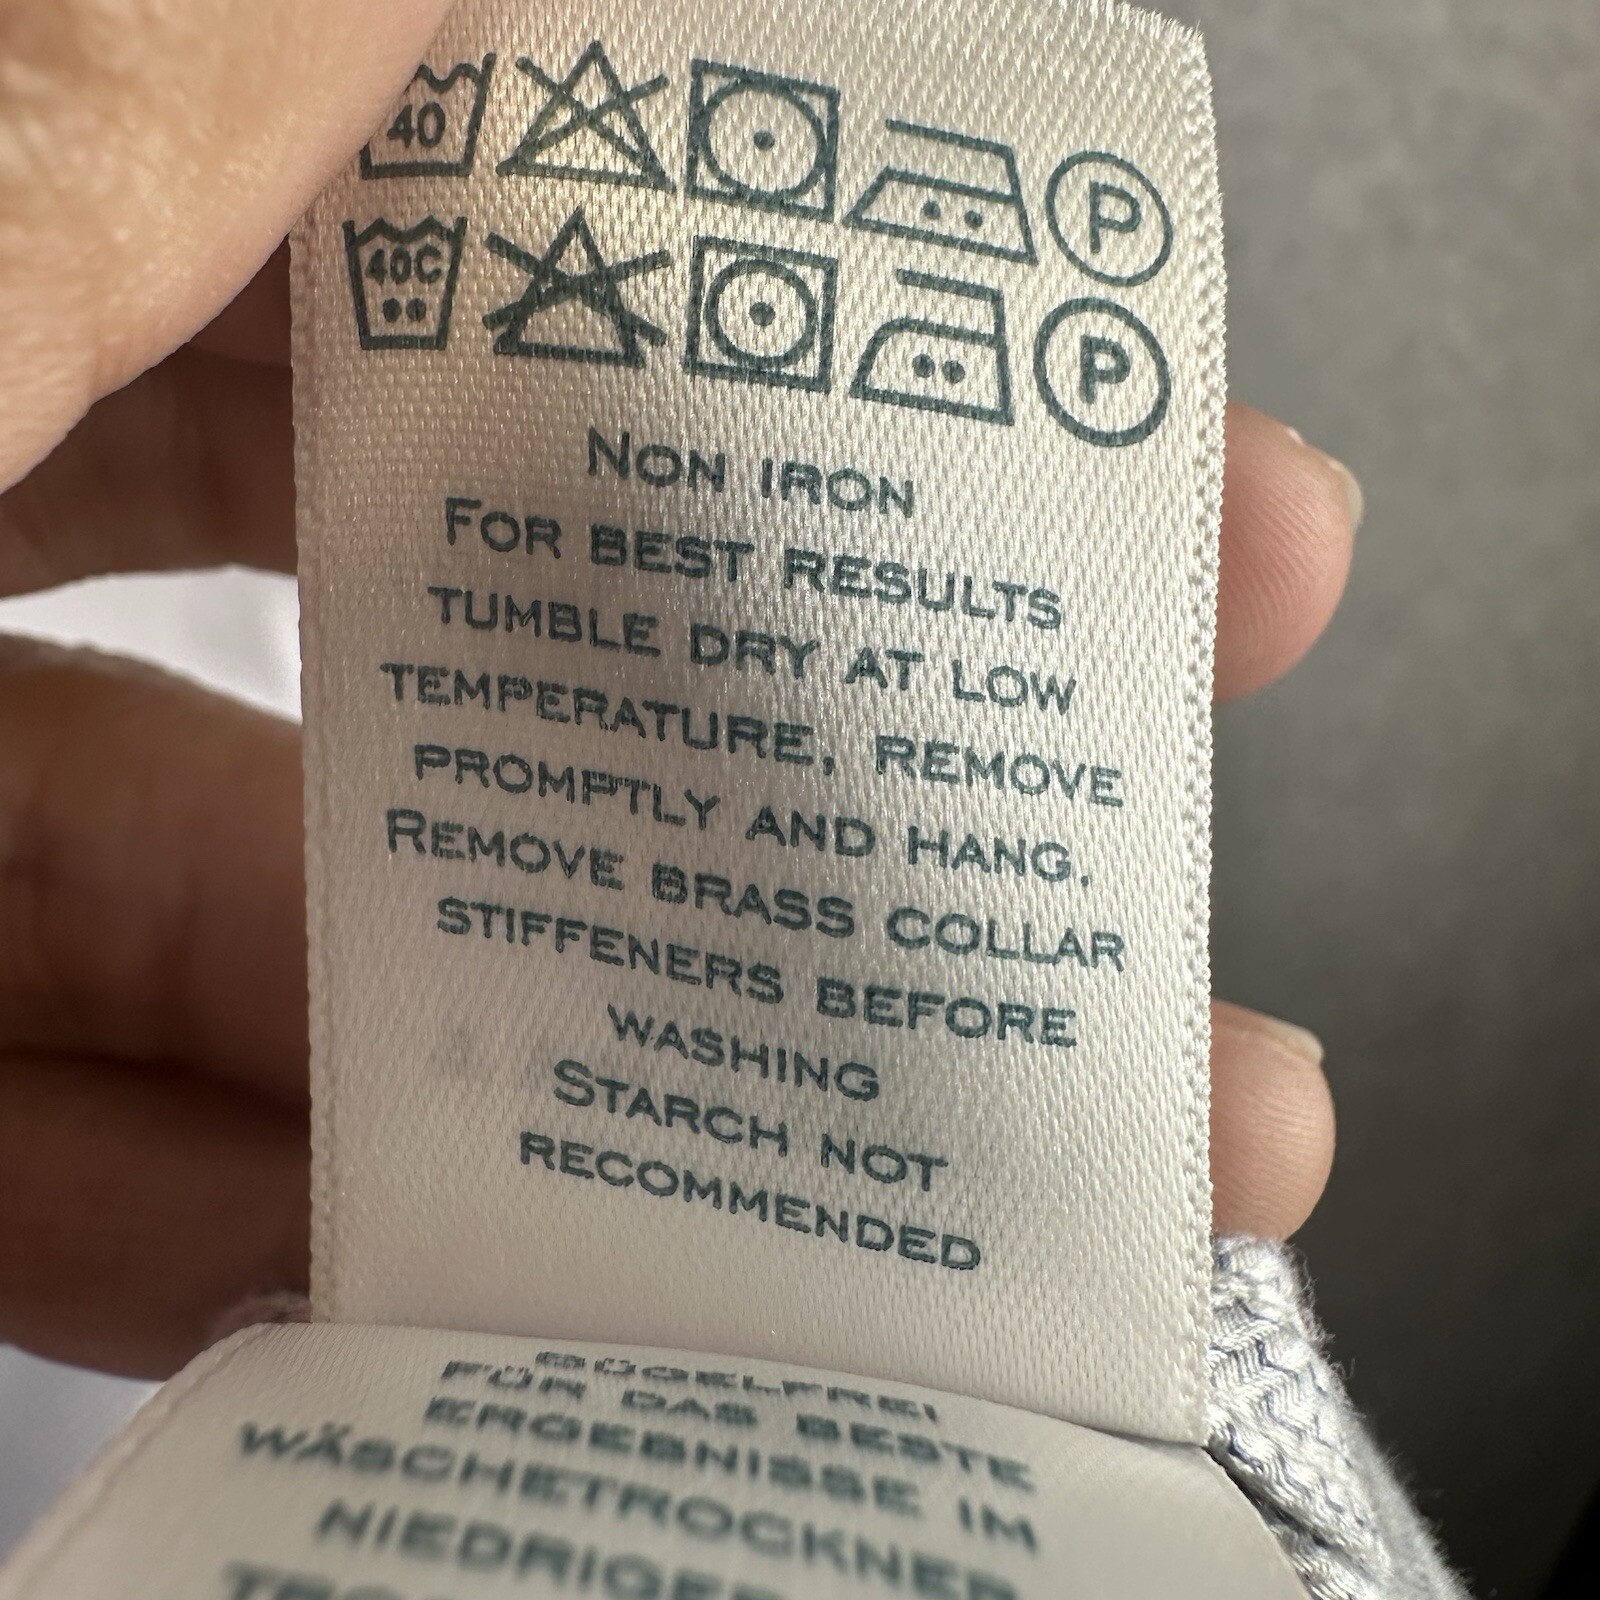 40
P
40C
P
NON IRON
FOR BEST RESULTS
TUMBLE DRY AT LOW
TEMPERATURE, REMOVE
PROMPTLY AND HANG.
REMOVE BRASS COLLAR
STIFFENERS BEFORE
WASHING
STARCH NOT
RECOMMENDED
BÜGELFREI
FÜR DAS BESTE
ERGEBNISSE IM
WÄSCHETROCKNER